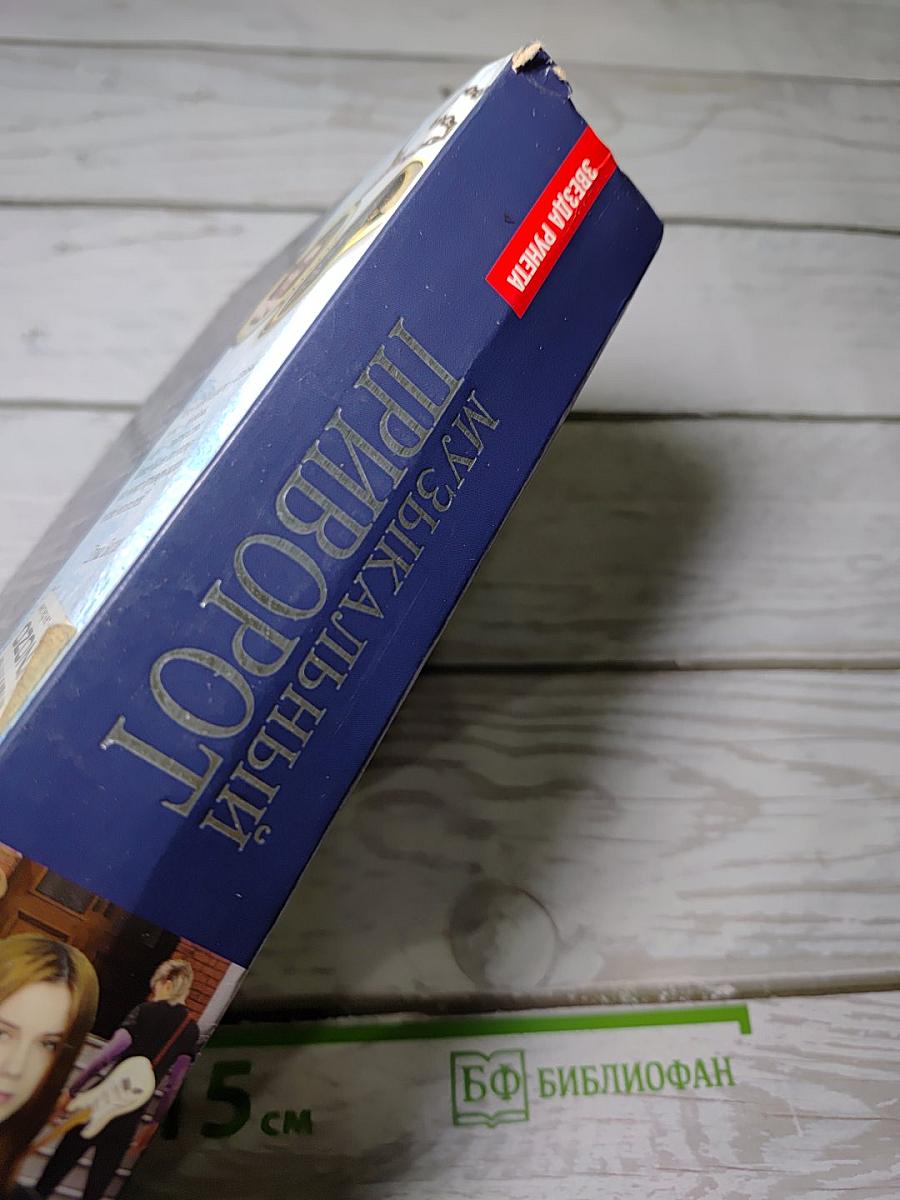 ЗВЕЗДА РУНЕТА
МУЗЫКАЛЬНЫЙ
ПРИВОРОТ
15 см
БФ БИБЛИОФАН